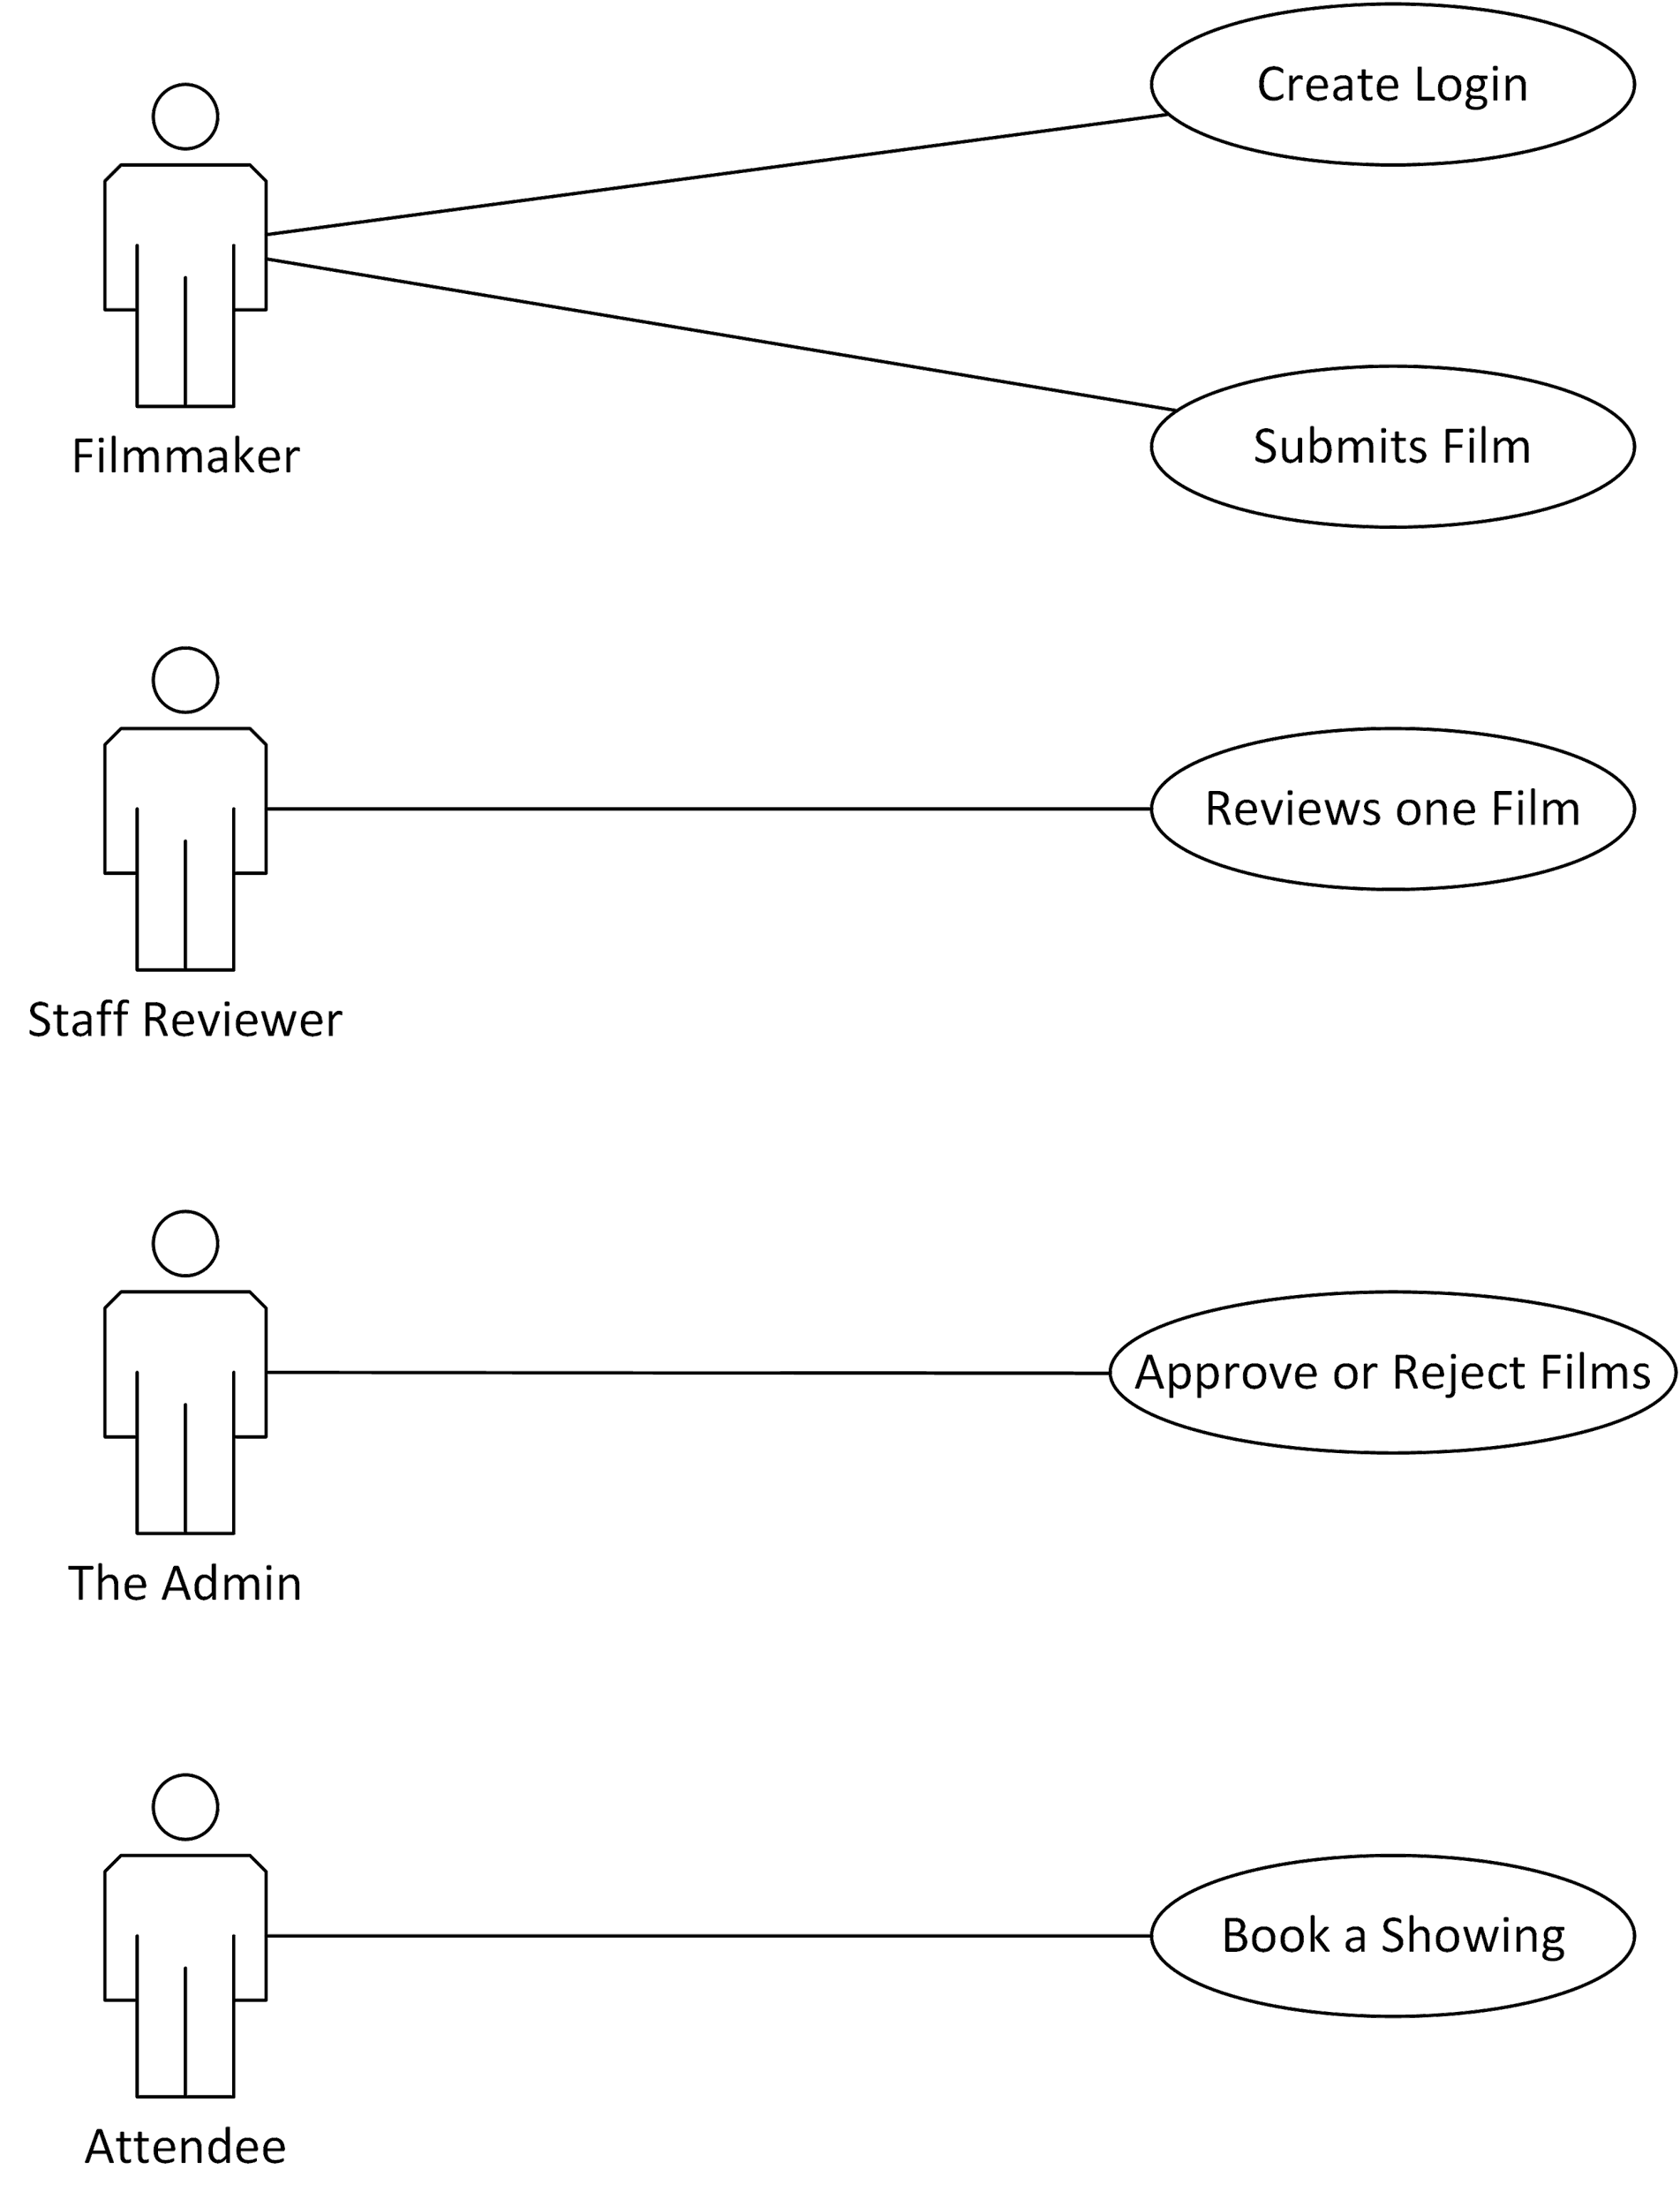 Create Login
Filmmaker
Submits Film
Reviews one Film
Staff Reviewer
Approve or Reject Films
The Admin
Book a Showing
Attendee